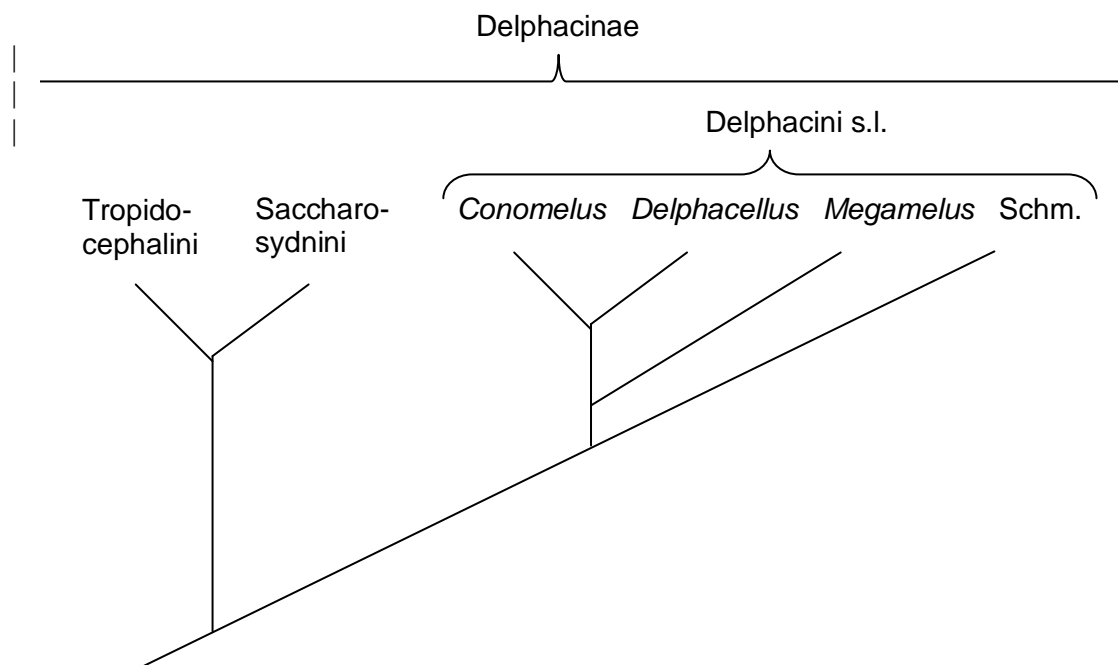 Delphacinae
Delphacini s.l.
Tropido-
cephalini
Saccharo-
sydnini
Conomelus Delphacellus Megamelus Schm.